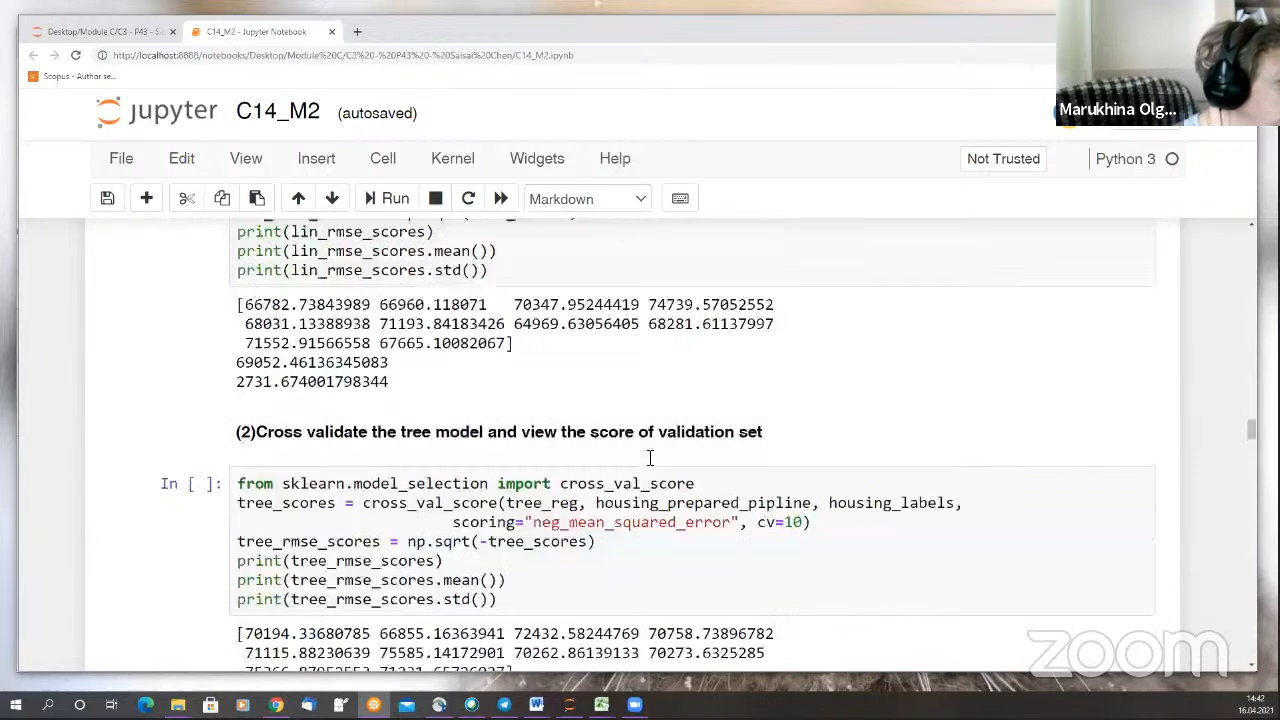 Desktop/Module C/C3 - P43 - Sa
C14_M2 - Jupyter Notebook
http://localhost:8888/notebooks/Desktop/Module%20C/C3%20-%20P43%20-%20Saisai%20Chen/C14_M2.ipynb
Scopus - Author se...
Marukhina Olg...
jupyter C14_M2 (autosaved)
File Edit View Insert Cell Kernel Widgets Help Not Trusted Python 3
Run Markdown
print(lin_rmse_scores)
print(lin_rmse_scores.mean())
print(lin_rmse_scores.std())
[66782.73843989 66960.118071 70347.95244419 74739.57052552
68031.13388938 71193.84183426 64969.63056405 68281.61137997
71552.91566558 67665.10082067]
69052.46136345083
2731.674001798344
(2)Cross validate the tree model and view the score of validation set
In [ ]: from sklearn.model_selection import cross_val_score
tree_scores = cross_val_score(tree_reg, housing_prepared_pipline, housing_labels,
scoring="neg_mean_squared_error", cv=10)
tree_rmse_scores = np.sqrt(-tree_scores)
print(tree_rmse_scores)
print(tree_rmse_scores.mean())
print(tree_rmse_scores.std())
[70194.33680785 66855.16363941 72432.58244769 70758.73896782
71115.88230639 75585.14172901 70262.86139133 70273.6325285
zoom
14:42
16.04.2021